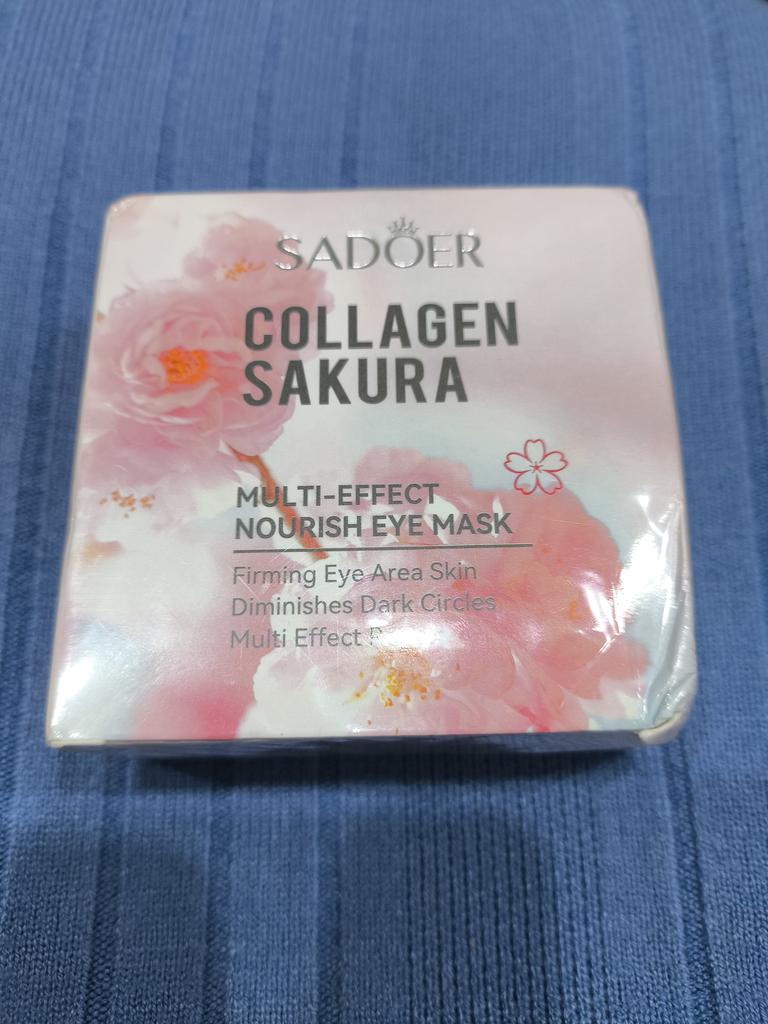 SADOER
COLLAGEN
SAKURA
MULTI-EFFECT
NOURISH EYE MASK
Firming Eye Area Skin
Diminishes Dark Circles
Multi Effect